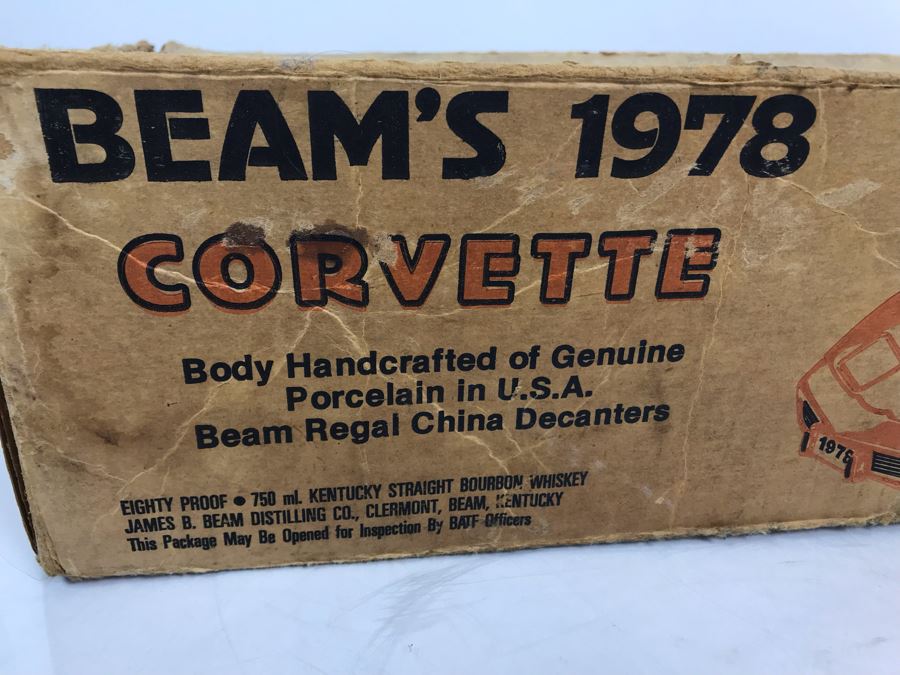 BEAM'S 1978
CORVETTE
Body Handcrafted of Genuine
Porcelain in U.S.A.
Beam Regal China Decanters
EIGHTY PROOF • 750 ml. KENTUCKY STRAIGHT BOURBON WHISKEY
JAMES B. BEAM DISTILLING CO., CLERMONT, BEAM, KENTUCKY
This Package May Be Opened for Inspection By BATF Officers
1978